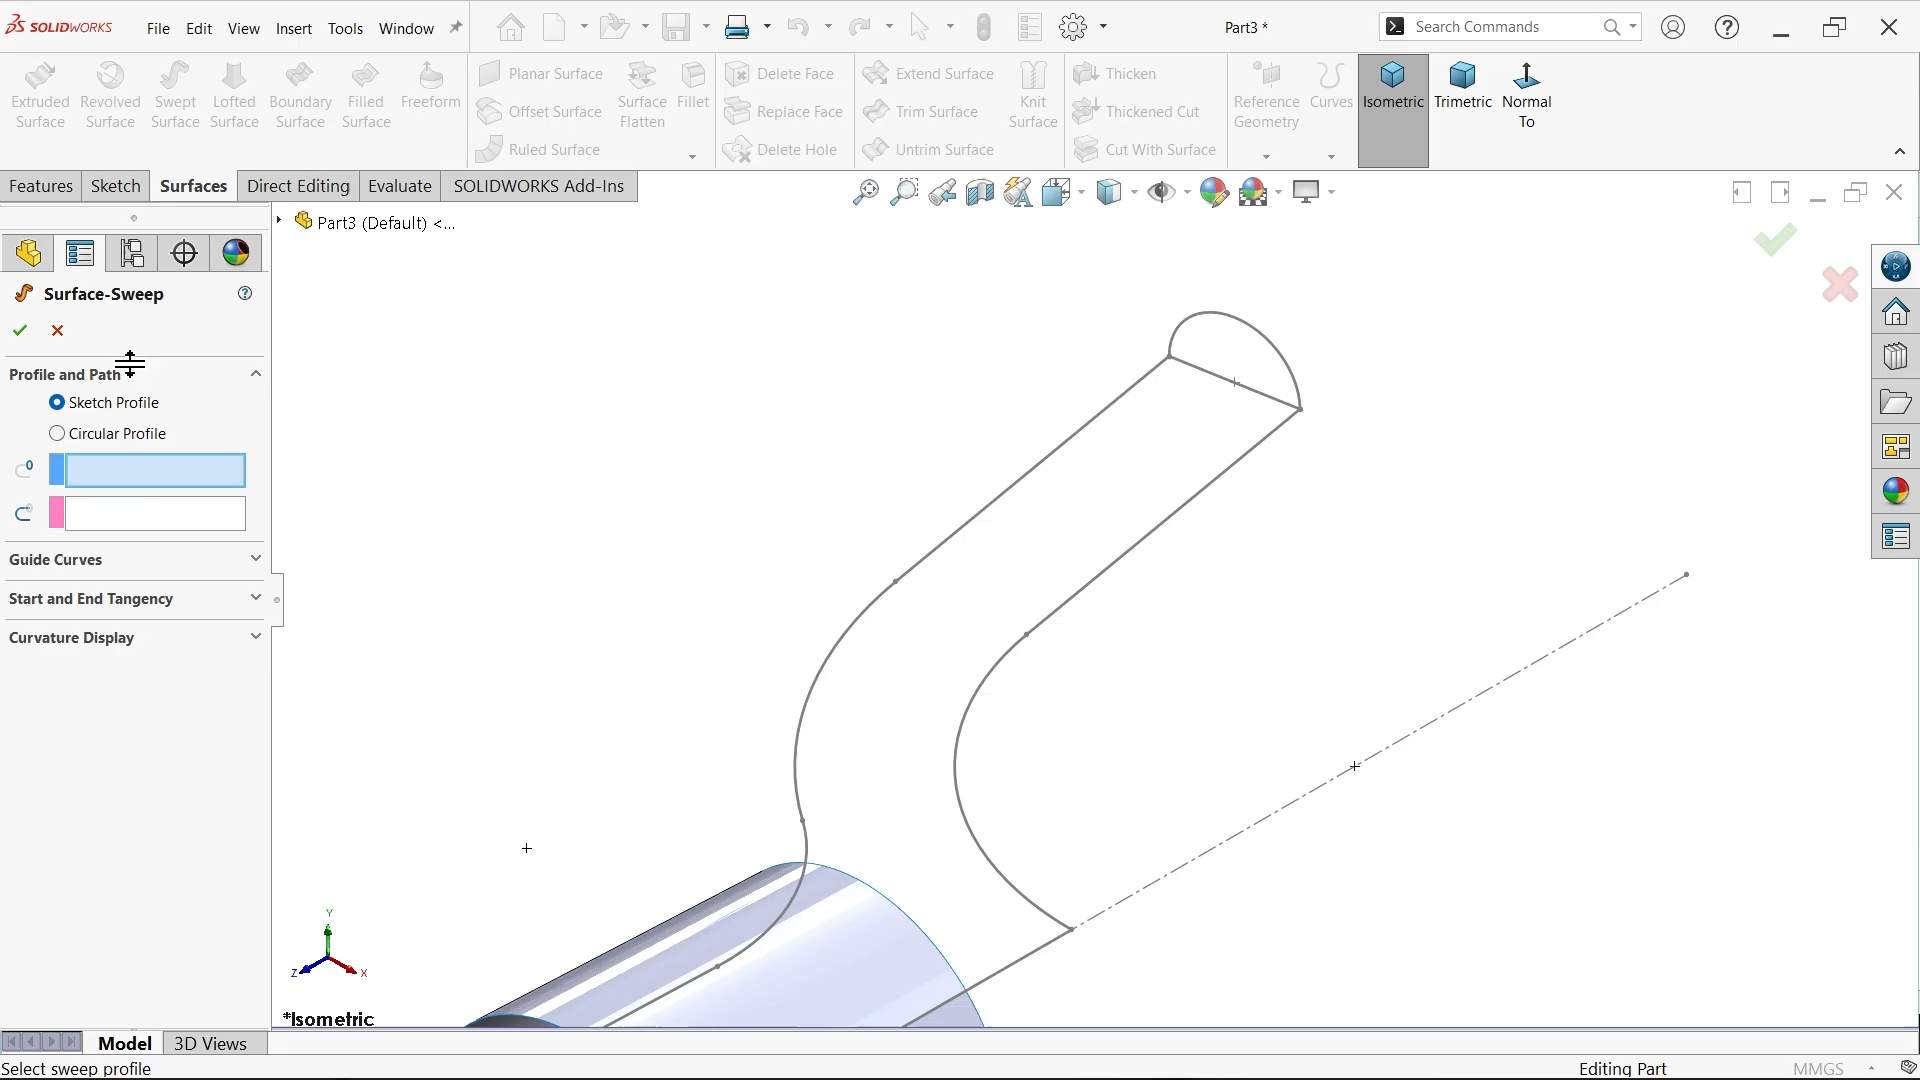 SOLIDWORKS File Edit View Insert Tools Window Part3 * Search Commands
Extruded Surface
Revolved Surface
Swept Surface
Lofted Surface
Boundary Surface
Filled Surface
Freeform
Planar Surface
Offset Surface
Ruled Surface
Surface Flatten
Fillet
Delete Face
Replace Face
Delete Hole
Extend Surface
Trim Surface
Untrim Surface
Knit Surface
Thicken
Thickened Cut
Cut With Surface
Reference Geometry
Curves
Isometric
Trimetric
Normal To
Features Sketch Surfaces Direct Editing Evaluate SOLIDWORKS Add-Ins
Part3 (Default) <...
Surface-Sweep
Profile and Path
Sketch Profile
Circular Profile
Guide Curves
Start and End Tangency
Curvature Display
Y
Z X
*Isometric
Model 3D Views
Select sweep profile Editing Part MMGS